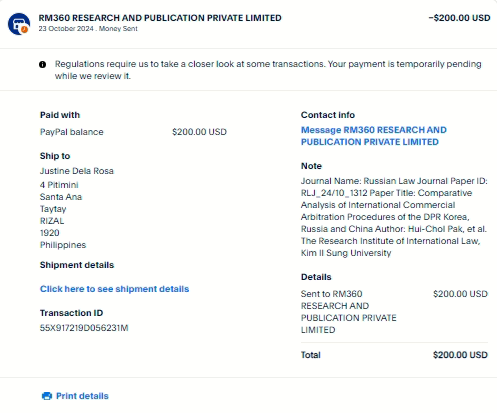 RM360 RESEARCH AND PUBLICATION PRIVATE LIMITED
−$200.00 USD
23 October 2024 . Money Sent
Regulations require us to take a closer look at some transactions. Your payment is temporarily pending
while we review it.
Paid with
PayPal balance
$200.00 USD
Ship to
Justine Dela Rosa
4 Pitimini
Santa Ana
Taytay
RIZAL
1920
Philippines
Shipment details
Click here to see shipment details
Transaction ID
55X917219D056231M
Contact info
Message RM360 RESEARCH AND
PUBLICATION PRIVATE LIMITED
Note
Journal Name: Russian Law Journal Paper ID:
RLJ_24/10_1312 Paper Title: Comparative
Analysis of International Commercial
Arbitration Procedures of the DPR Korea,
Russia and China Author: Hui-Chol Pak, et al.
The Research Institute of International Law,
Kim Il Sung University
Details
Sent to RM360
$200.00 USD
RESEARCH AND
PUBLICATION PRIVATE
LIMITED
Total
$200.00 USD
Print details